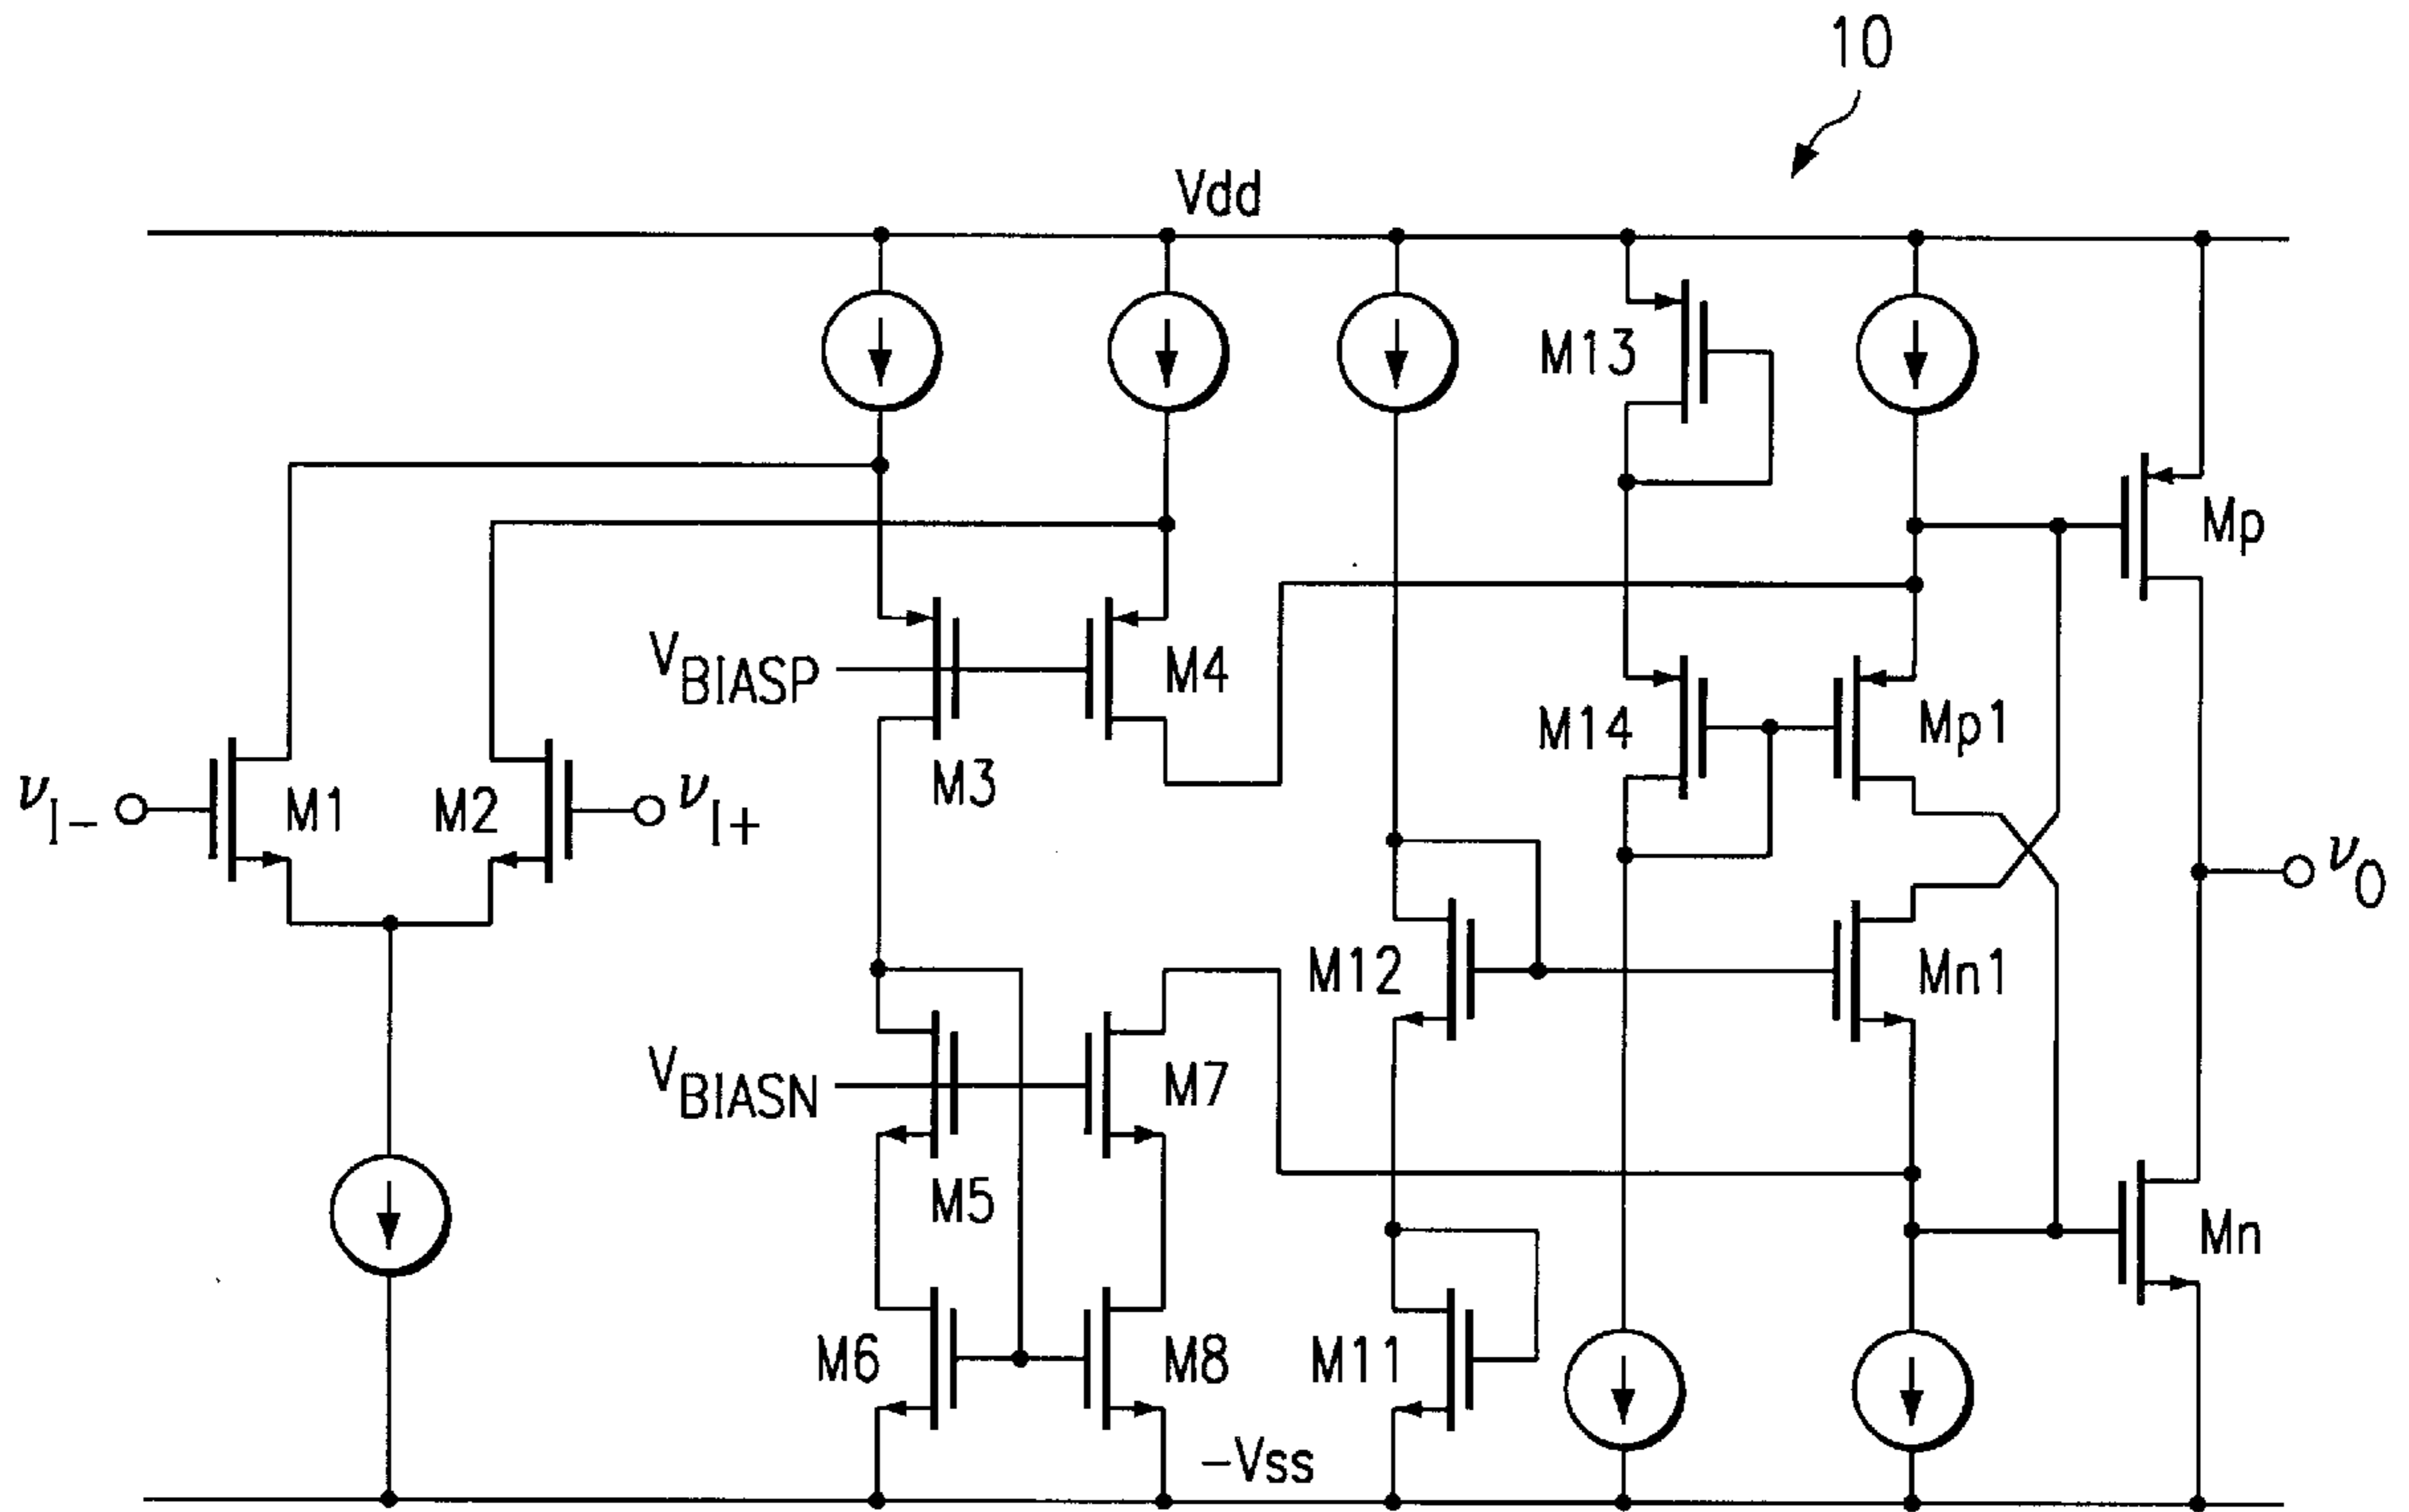 10
Vdd
M13
Mp
VBIASP
M4
M14
Mp1
M3
νI−
M1
M2
νI+
νO
M12
Mn1
VBIASN
M7
M5
Mn
M6
M8
M11
−Vss